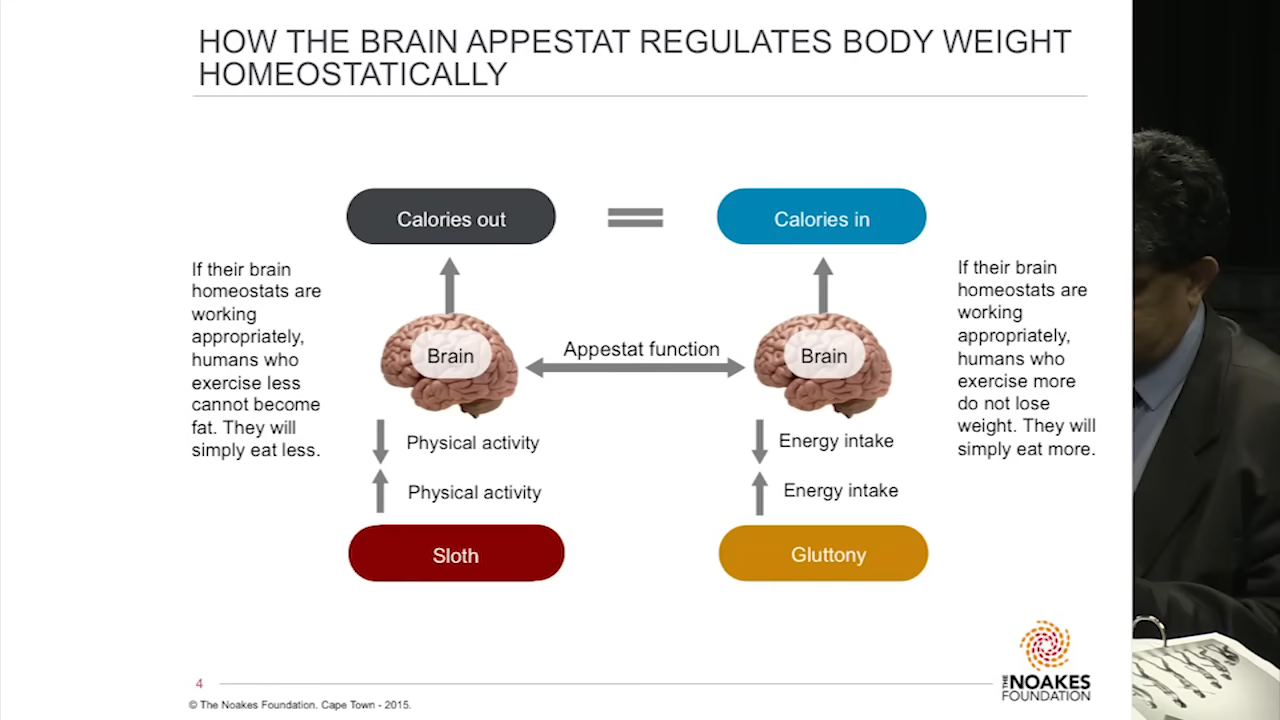 HOW THE BRAIN APPESTAT REGULATES BODY WEIGHT
HOMEOSTATICALLY
Calories out
Calories in
If their brain
homeostats are
working
appropriately,
humans who
exercise less
cannot become
fat. They will
simply eat less.
Brain
Appestat function
Brain
If their brain
homeostats are
working
appropriately,
humans who
exercise more
do not lose
weight. They will
simply eat more.
Physical activity
Energy intake
Physical activity
Energy intake
Sloth
Gluttony
4
THE NOAKES
FOUNDATION
© The Noakes Foundation. Cape Town - 2015.